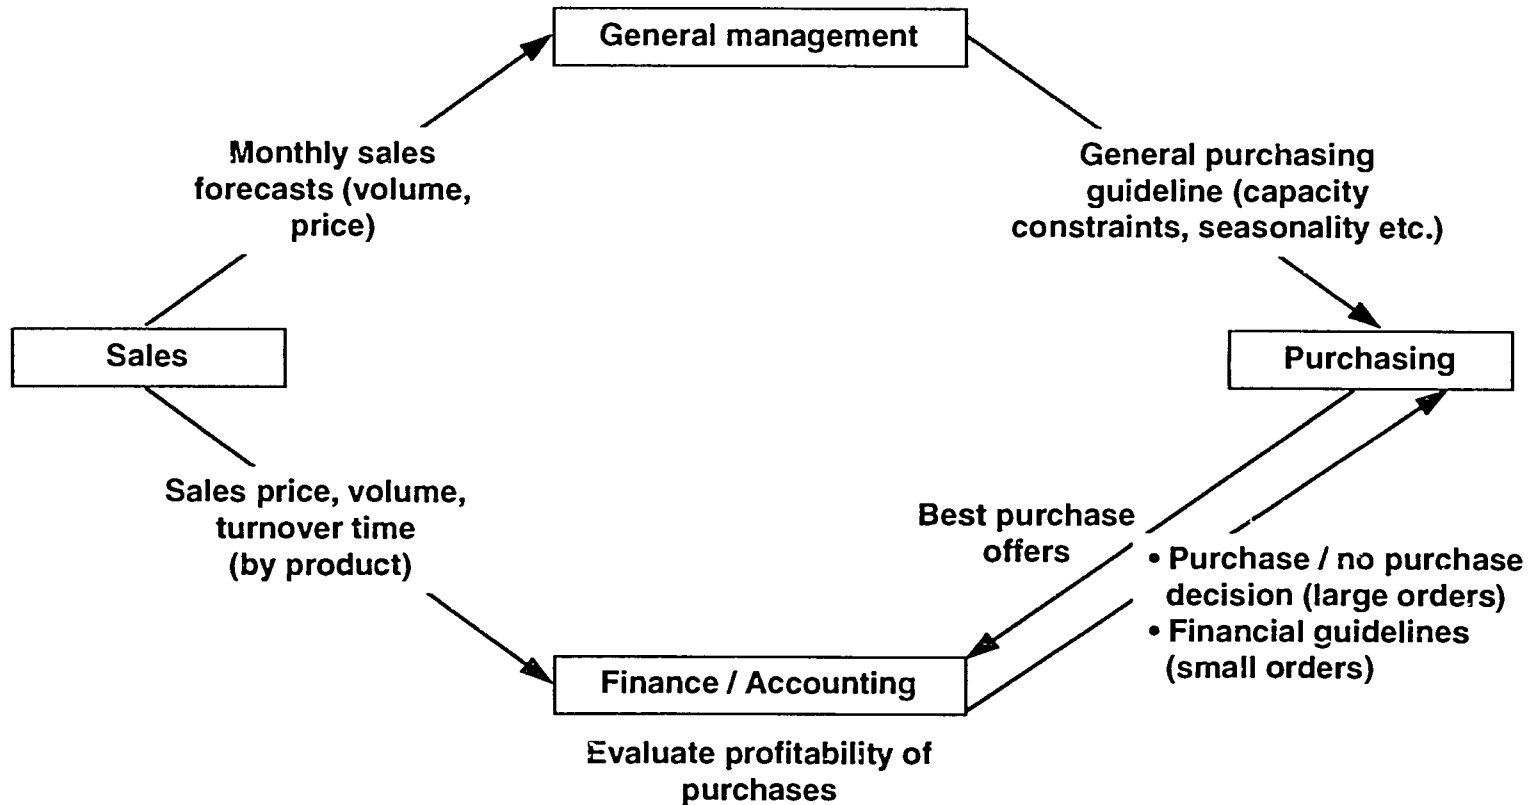 General management
Monthly sales
forecasts (volume,
price)
General purchasing
guideline (capacity
constraints, seasonality etc.)
Sales
Purchasing
Sales price, volume,
turnover time
(by product)
Best purchase
offers
• Purchase / no purchase
decision (large orders)
• Financial guidelines
(small orders)
Finance / Accounting
Evaluate profitability of
purchases